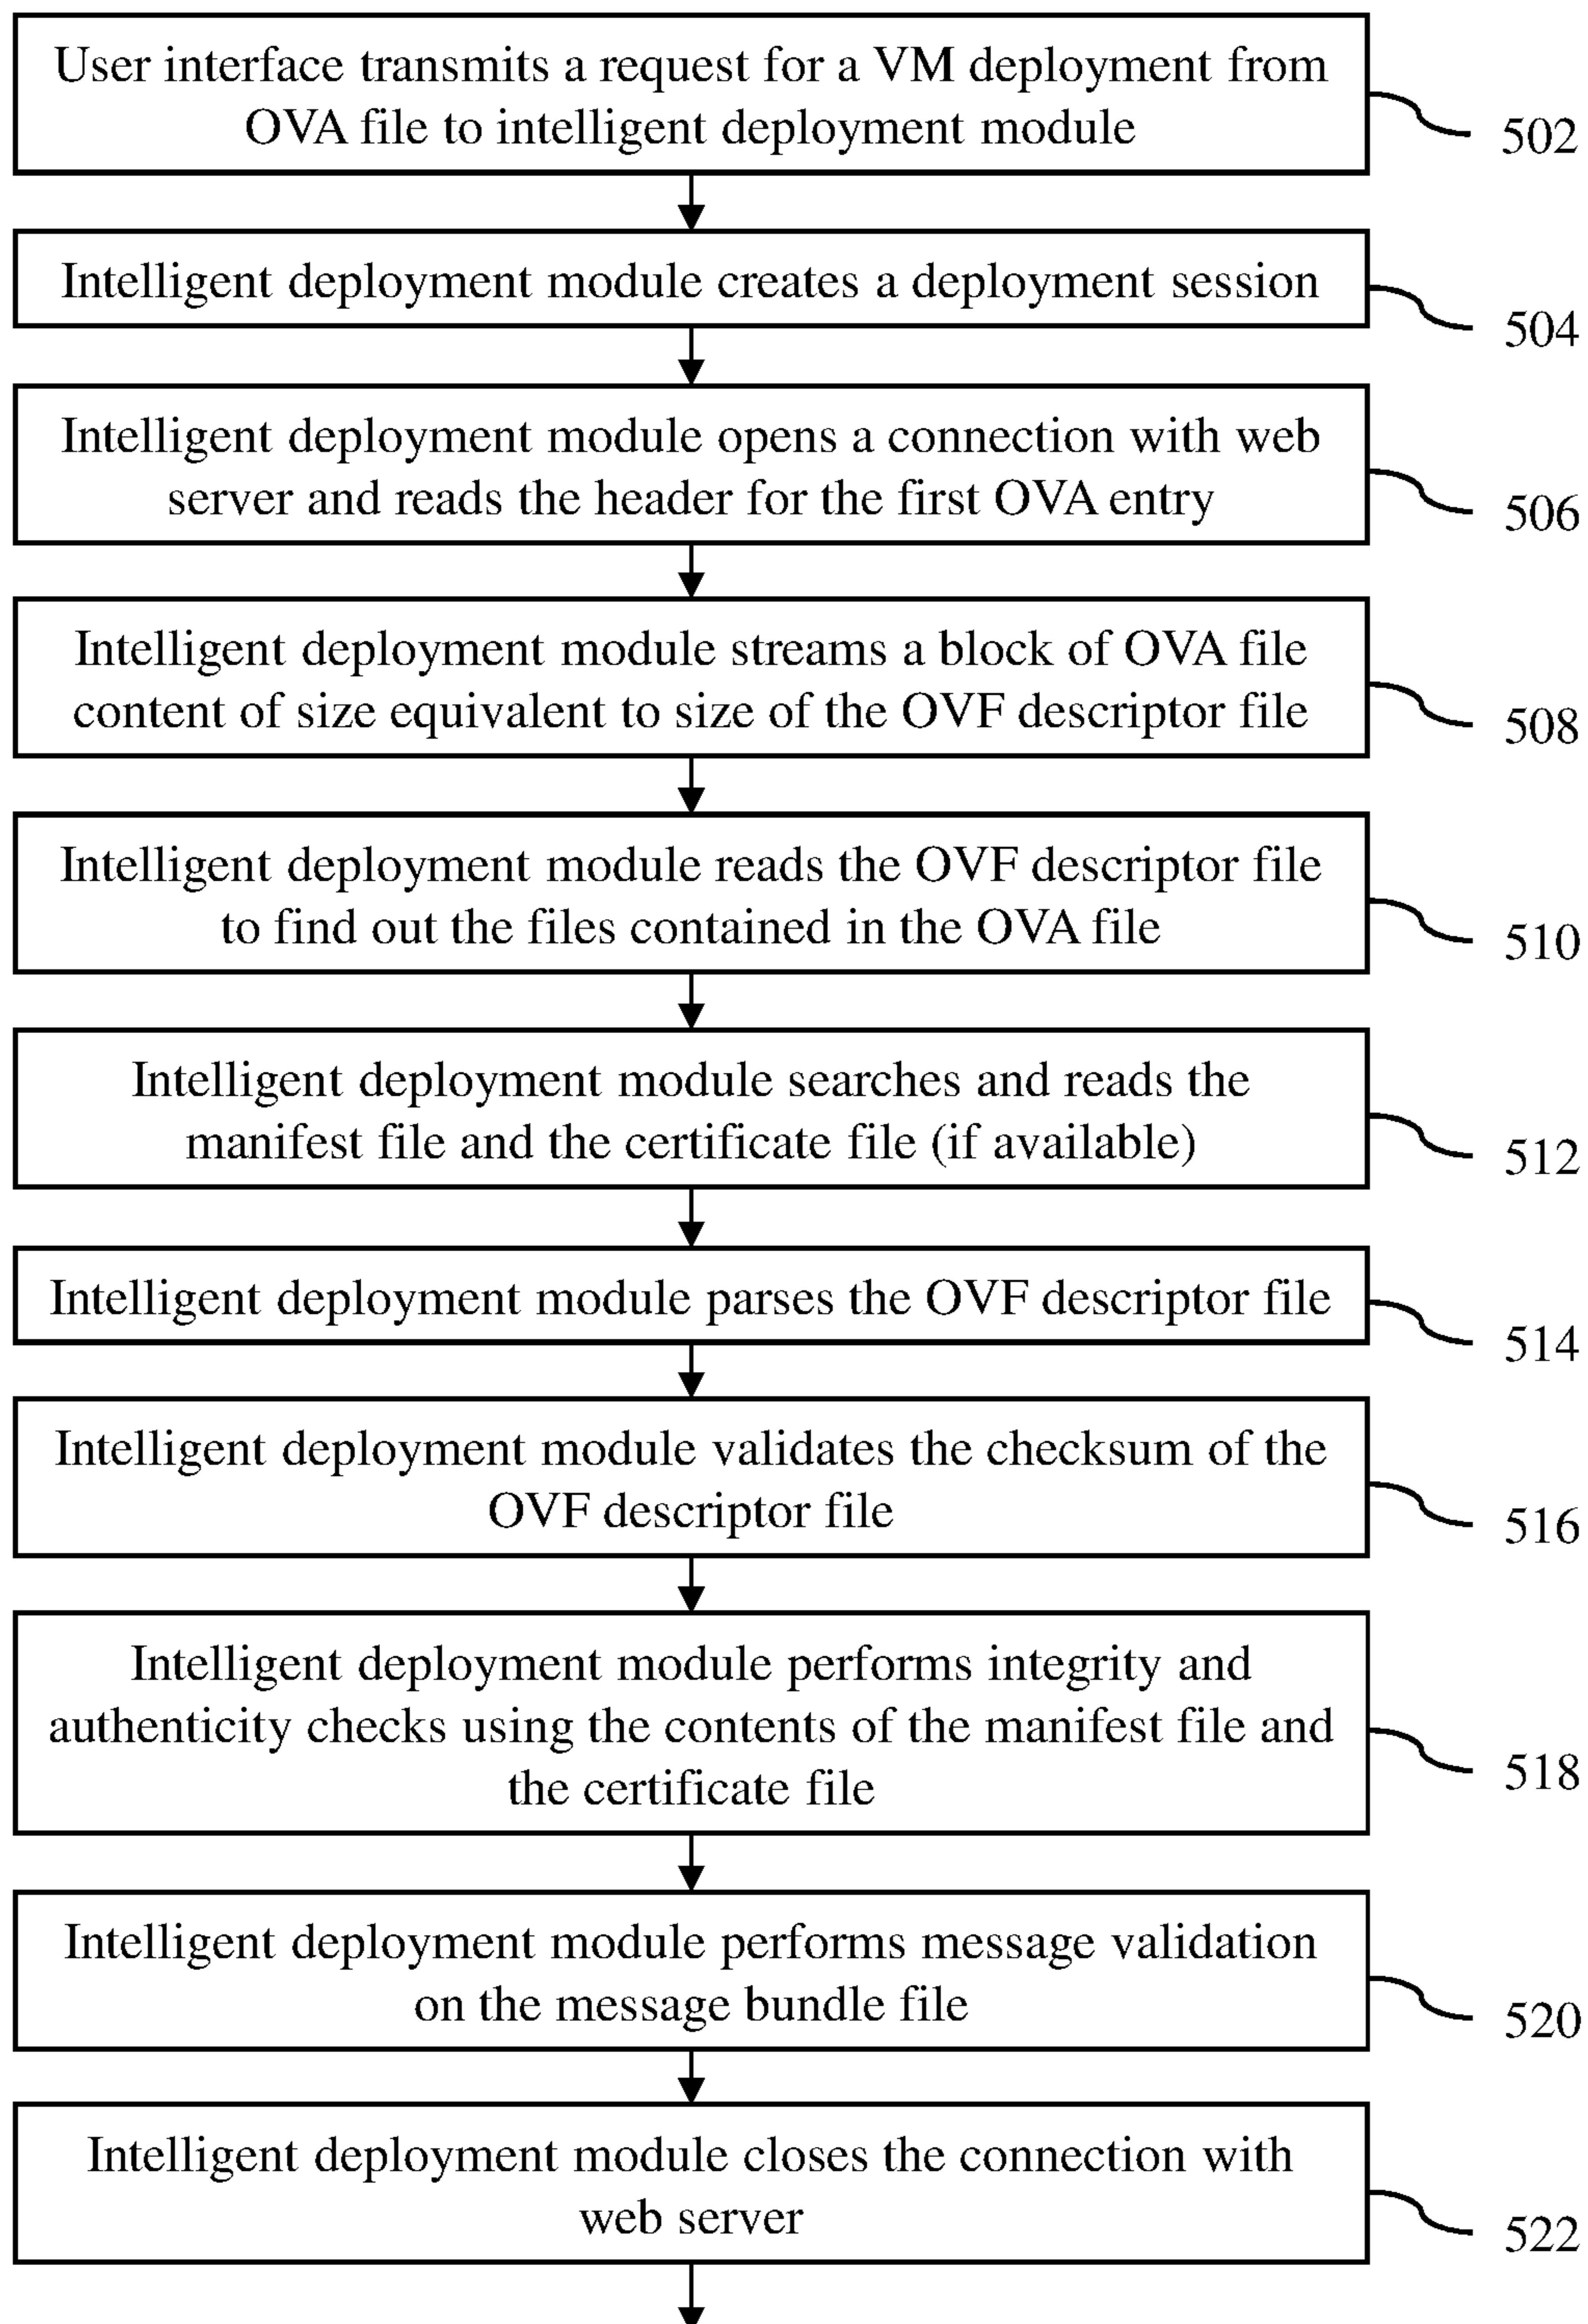 User interface transmits a request for a VM deployment from
OVA file to intelligent deployment module
502
Intelligent deployment module creates a deployment session
504
Intelligent deployment module opens a connection with web
server and reads the header for the first OVA entry
506
Intelligent deployment module streams a block of OVA file
content of size equivalent to size of the OVF descriptor file
508
Intelligent deployment module reads the OVF descriptor file
to find out the files contained in the OVA file
510
Intelligent deployment module searches and reads the
manifest file and the certificate file (if available)
512
Intelligent deployment module parses the OVF descriptor file
514
Intelligent deployment module validates the checksum of the
OVF descriptor file
516
Intelligent deployment module performs integrity and
authenticity checks using the contents of the manifest file and
the certificate file
518
Intelligent deployment module performs message validation
on the message bundle file
520
Intelligent deployment module closes the connection with
web server
522